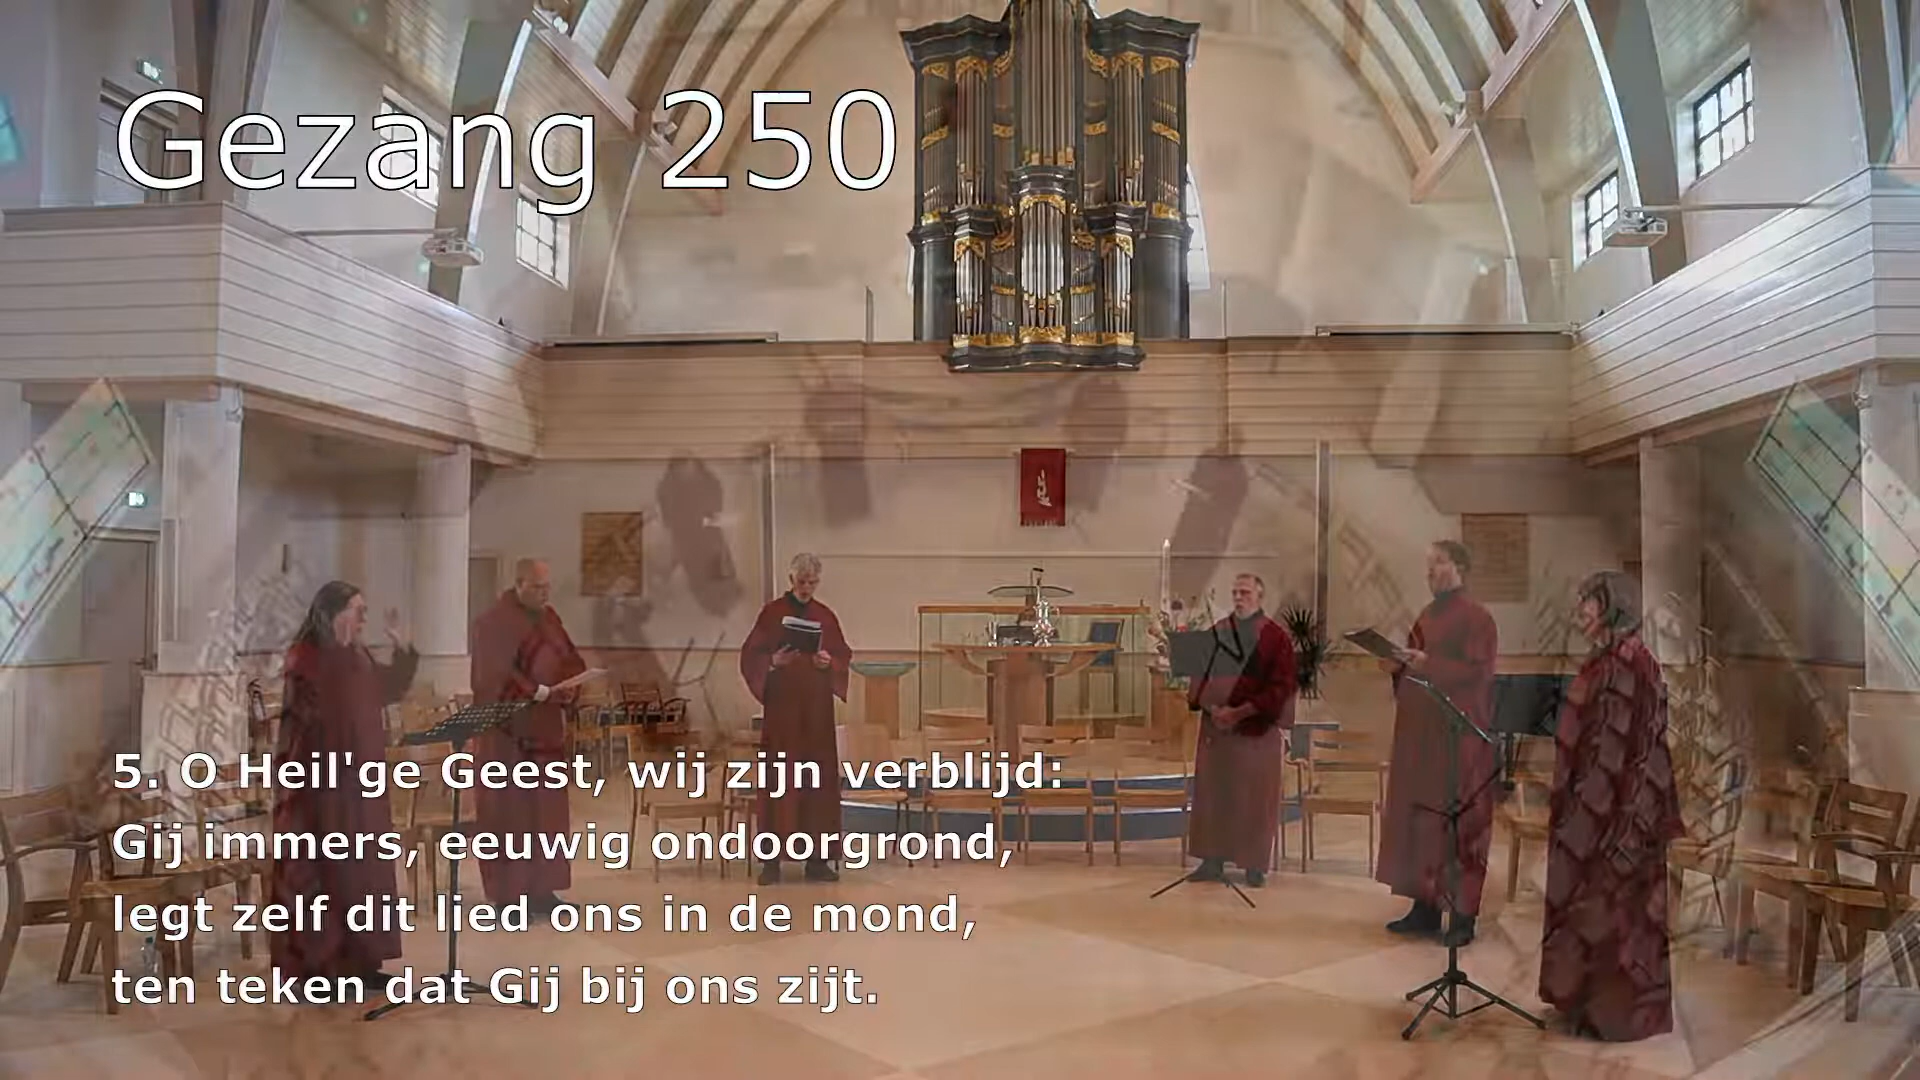 Gezang 250
5. O Heil'ge Geest, wij zijn verblijd:
Gij immers, eeuwig ondoorgrond,
legt zelf dit lied ons in de mond,
ten teken dat Gij bij ons zijt.